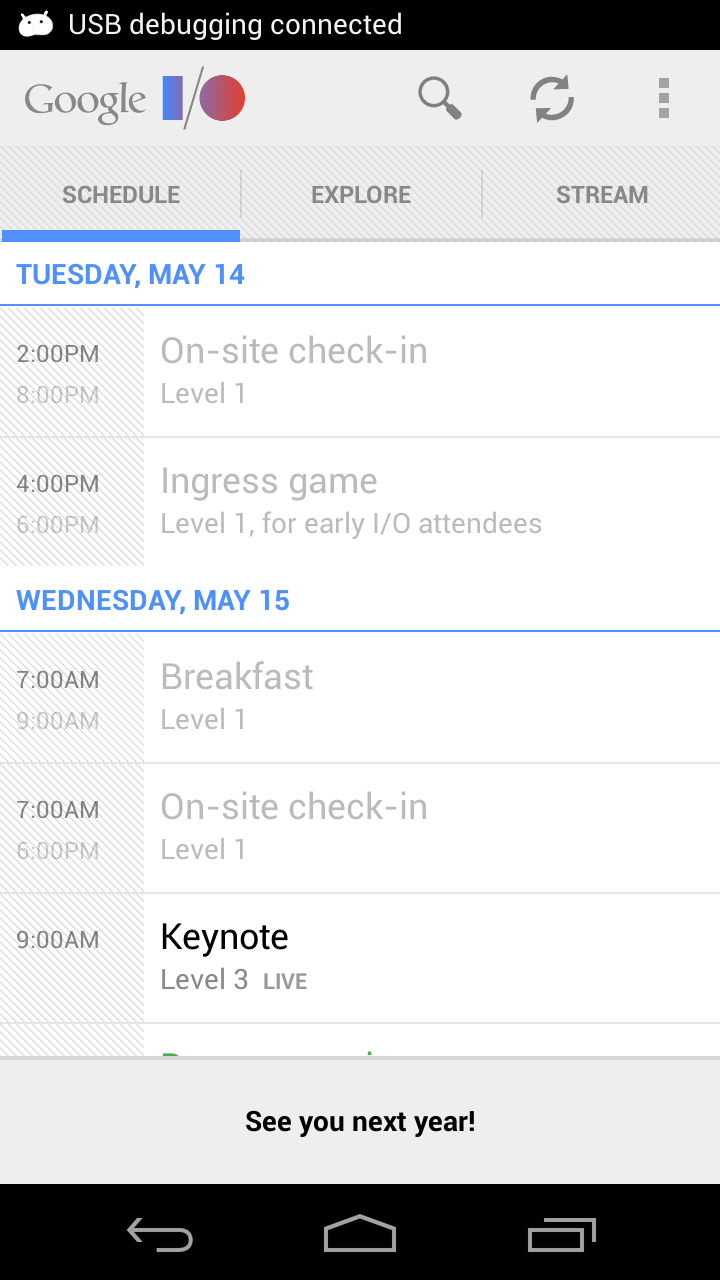 USB debugging connected
Google I/O
SCHEDULE
EXPLORE
STREAM
TUESDAY, MAY 14
2:00PM
8:00PM
On-site check-in
Level 1
4:00PM
6:00PM
Ingress game
Level 1, for early I/O attendees
WEDNESDAY, MAY 15
7:00AM
9:00AM
Breakfast
Level 1
7:00AM
6:00PM
On-site check-in
Level 1
9:00AM
Keynote
Level 3 LIVE
See you next year!